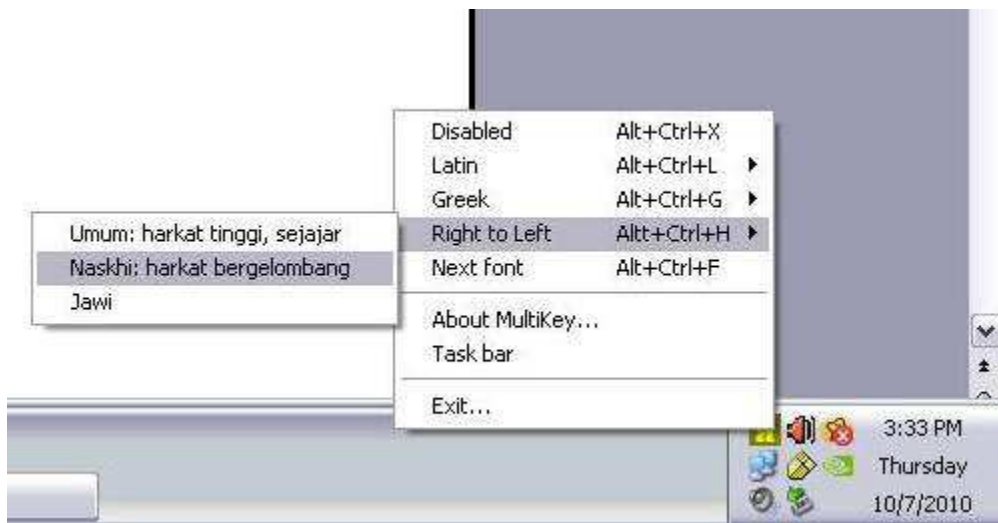 Disabled Alt+Ctrl+X
Latin Alt+Ctrl+L
Greek Alt+Ctrl+G
Right to Left Altt+Ctrl+H
Next font Alt+Ctrl+F
About MultiKey...
Task bar
Exit...
Umum: harkat tinggi, sejajar
Naskhi: harkat bergelombang
Jawi
3:33 PM
Thursday
10/7/2010